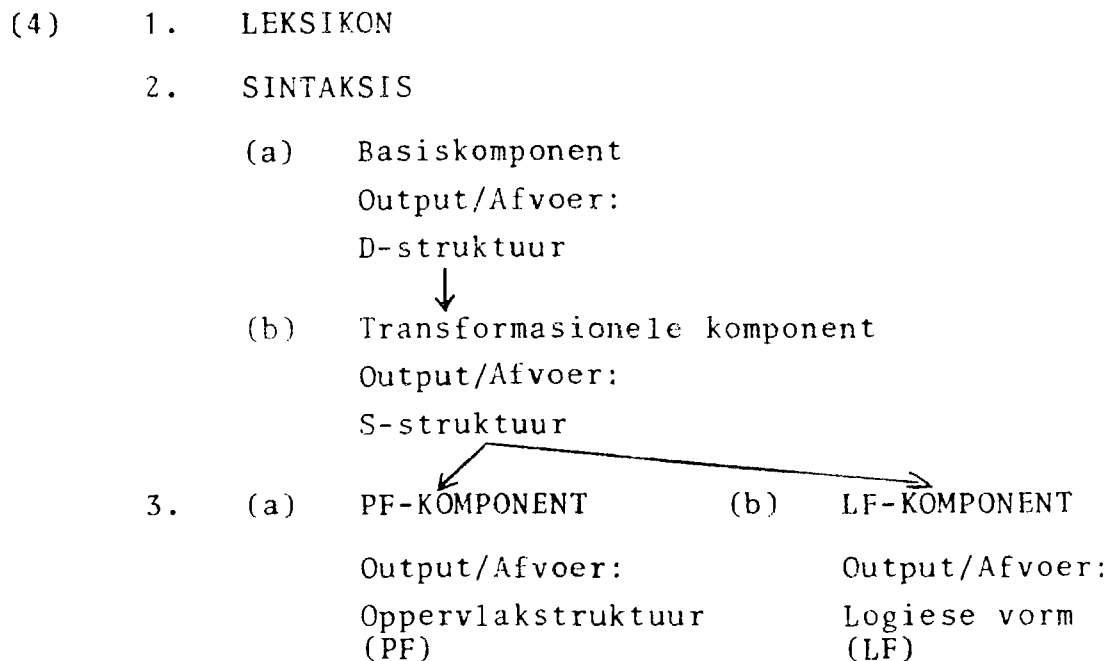 (4) 1. LEKSIKON
2. SINTAKSIS
(a) Basiskomponent
Output/Afvoer:
D-struktuur
(b) Transformasionele komponent
Output/Afvoer:
S-struktuur
3. (a) PF-KOMPONENT (b) LF-KOMPONENT
Output/Afvoer: Output/Afvoer:
Oppervlakstruktuur Logiese vorm
(PF) (LF)